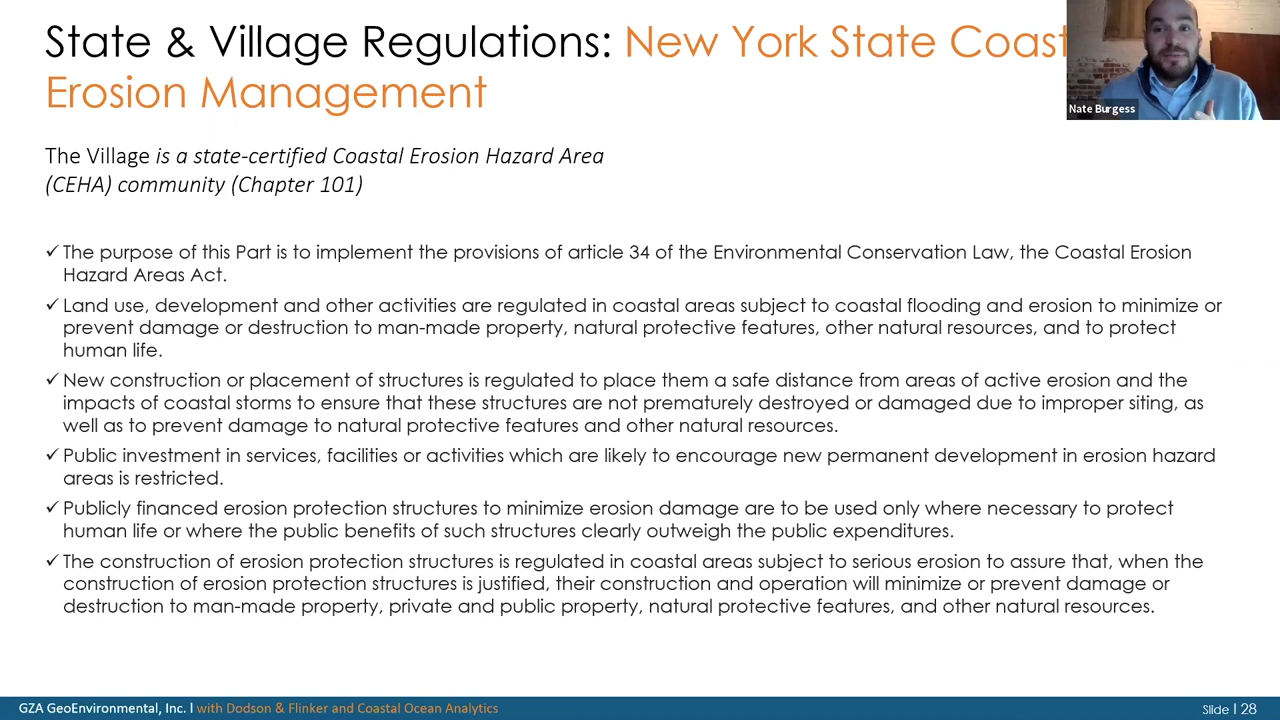 State & Village Regulations: New York State Coast
Erosion Management
Nate Burgess
The Village is a state-certified Coastal Erosion Hazard Area
(CEHA) community (Chapter 101)
✓ The purpose of this Part is to implement the provisions of article 34 of the Environmental Conservation Law, the Coastal Erosion
Hazard Areas Act.
✓ Land use, development and other activities are regulated in coastal areas subject to coastal flooding and erosion to minimize or
prevent damage or destruction to man-made property, natural protective features, other natural resources, and to protect
human life.
✓ New construction or placement of structures is regulated to place them a safe distance from areas of active erosion and the
impacts of coastal storms to ensure that these structures are not prematurely destroyed or damaged due to improper siting, as
well as to prevent damage to natural protective features and other natural resources.
✓ Public investment in services, facilities or activities which are likely to encourage new permanent development in erosion hazard
areas is restricted.
✓ Publicly financed erosion protection structures to minimize erosion damage are to be used only where necessary to protect
human life or where the public benefits of such structures clearly outweigh the public expenditures.
✓ The construction of erosion protection structures is regulated in coastal areas subject to serious erosion to assure that, when the
construction of erosion protection structures is justified, their construction and operation will minimize or prevent damage or
destruction to man-made property, private and public property, natural protective features, and other natural resources.
GZA GeoEnvironmental, Inc. | with Dodson & Flinker and Coastal Ocean Analytics
Slide | 28